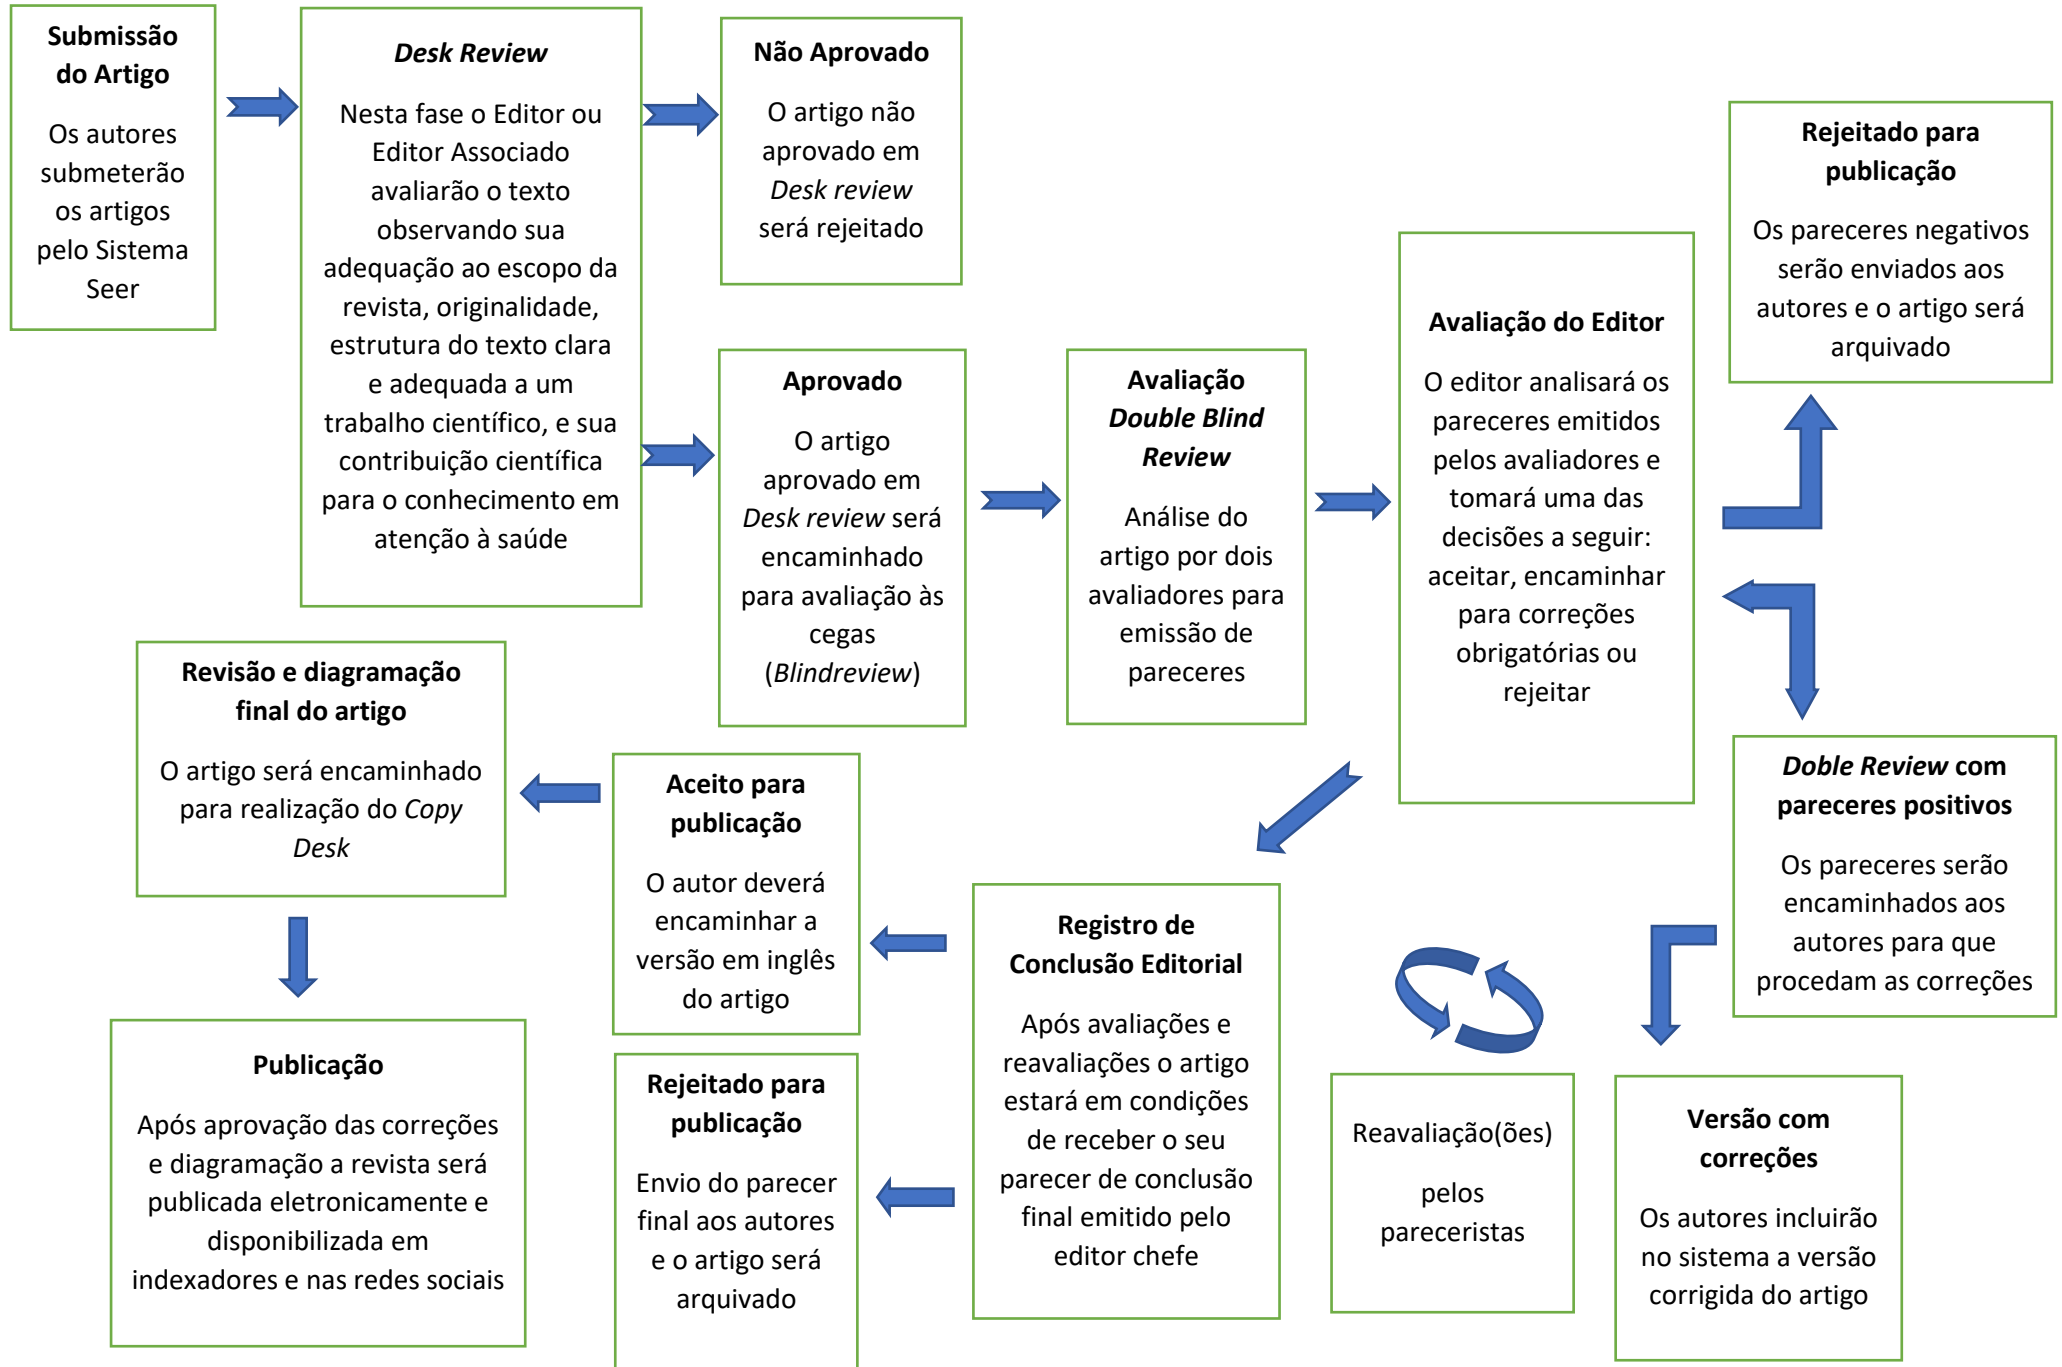 Submissão
do Artigo
Os autores
submeterão
os artigos
pelo Sistema
Seer
Desk Review
Nesta fase o Editor ou
Editor Associado
avaliarão o texto
observando sua
adequação ao escopo da
revista, originalidade,
estrutura do texto clara
e adequada a um
trabalho científico, e sua
contribuição científica
para o conhecimento em
atenção à saúde
Não Aprovado
O artigo não
aprovado em
Desk review
será rejeitado
Aprovado
O artigo
aprovado em
Desk review será
encaminhado
para avaliação às
cegas
(Blindreview)
Avaliação
Double Blind
Review
Análise do
artigo por dois
avaliadores para
emissão de
pareceres
Avaliação do Editor
O editor analisará os
pareceres emitidos
pelos avaliadores e
tomará uma das
decisões a seguir:
aceitar, encaminhar
para correções
obrigatórias ou
rejeitar
Rejeitado para
publicação
Os pareceres negativos
serão enviados aos
autores e o artigo será
arquivado
Doble Review com
pareceres positivos
Os pareceres serão
encaminhados aos
autores para que
procedam as correções
Versão com
correções
Os autores incluirão
no sistema a versão
corrigida do artigo
Reavaliação(ões)
pelos
pareceristas
Registro de
Conclusão Editorial
Após avaliações e
reavaliações o artigo
estará em condições
de receber o seu
parecer de conclusão
final emitido pelo
editor chefe
Aceito para
publicação
O autor deverá
encaminhar a
versão em inglês
do artigo
Rejeitado para
publicação
Envio do parecer
final aos autores
e o artigo será
arquivado
Revisão e diagramação
final do artigo
O artigo será encaminhado
para realização do Copy
Desk
Publicação
Após aprovação das correções
e diagramação a revista será
publicada eletronicamente e
disponibilizada em
indexadores e nas redes sociais